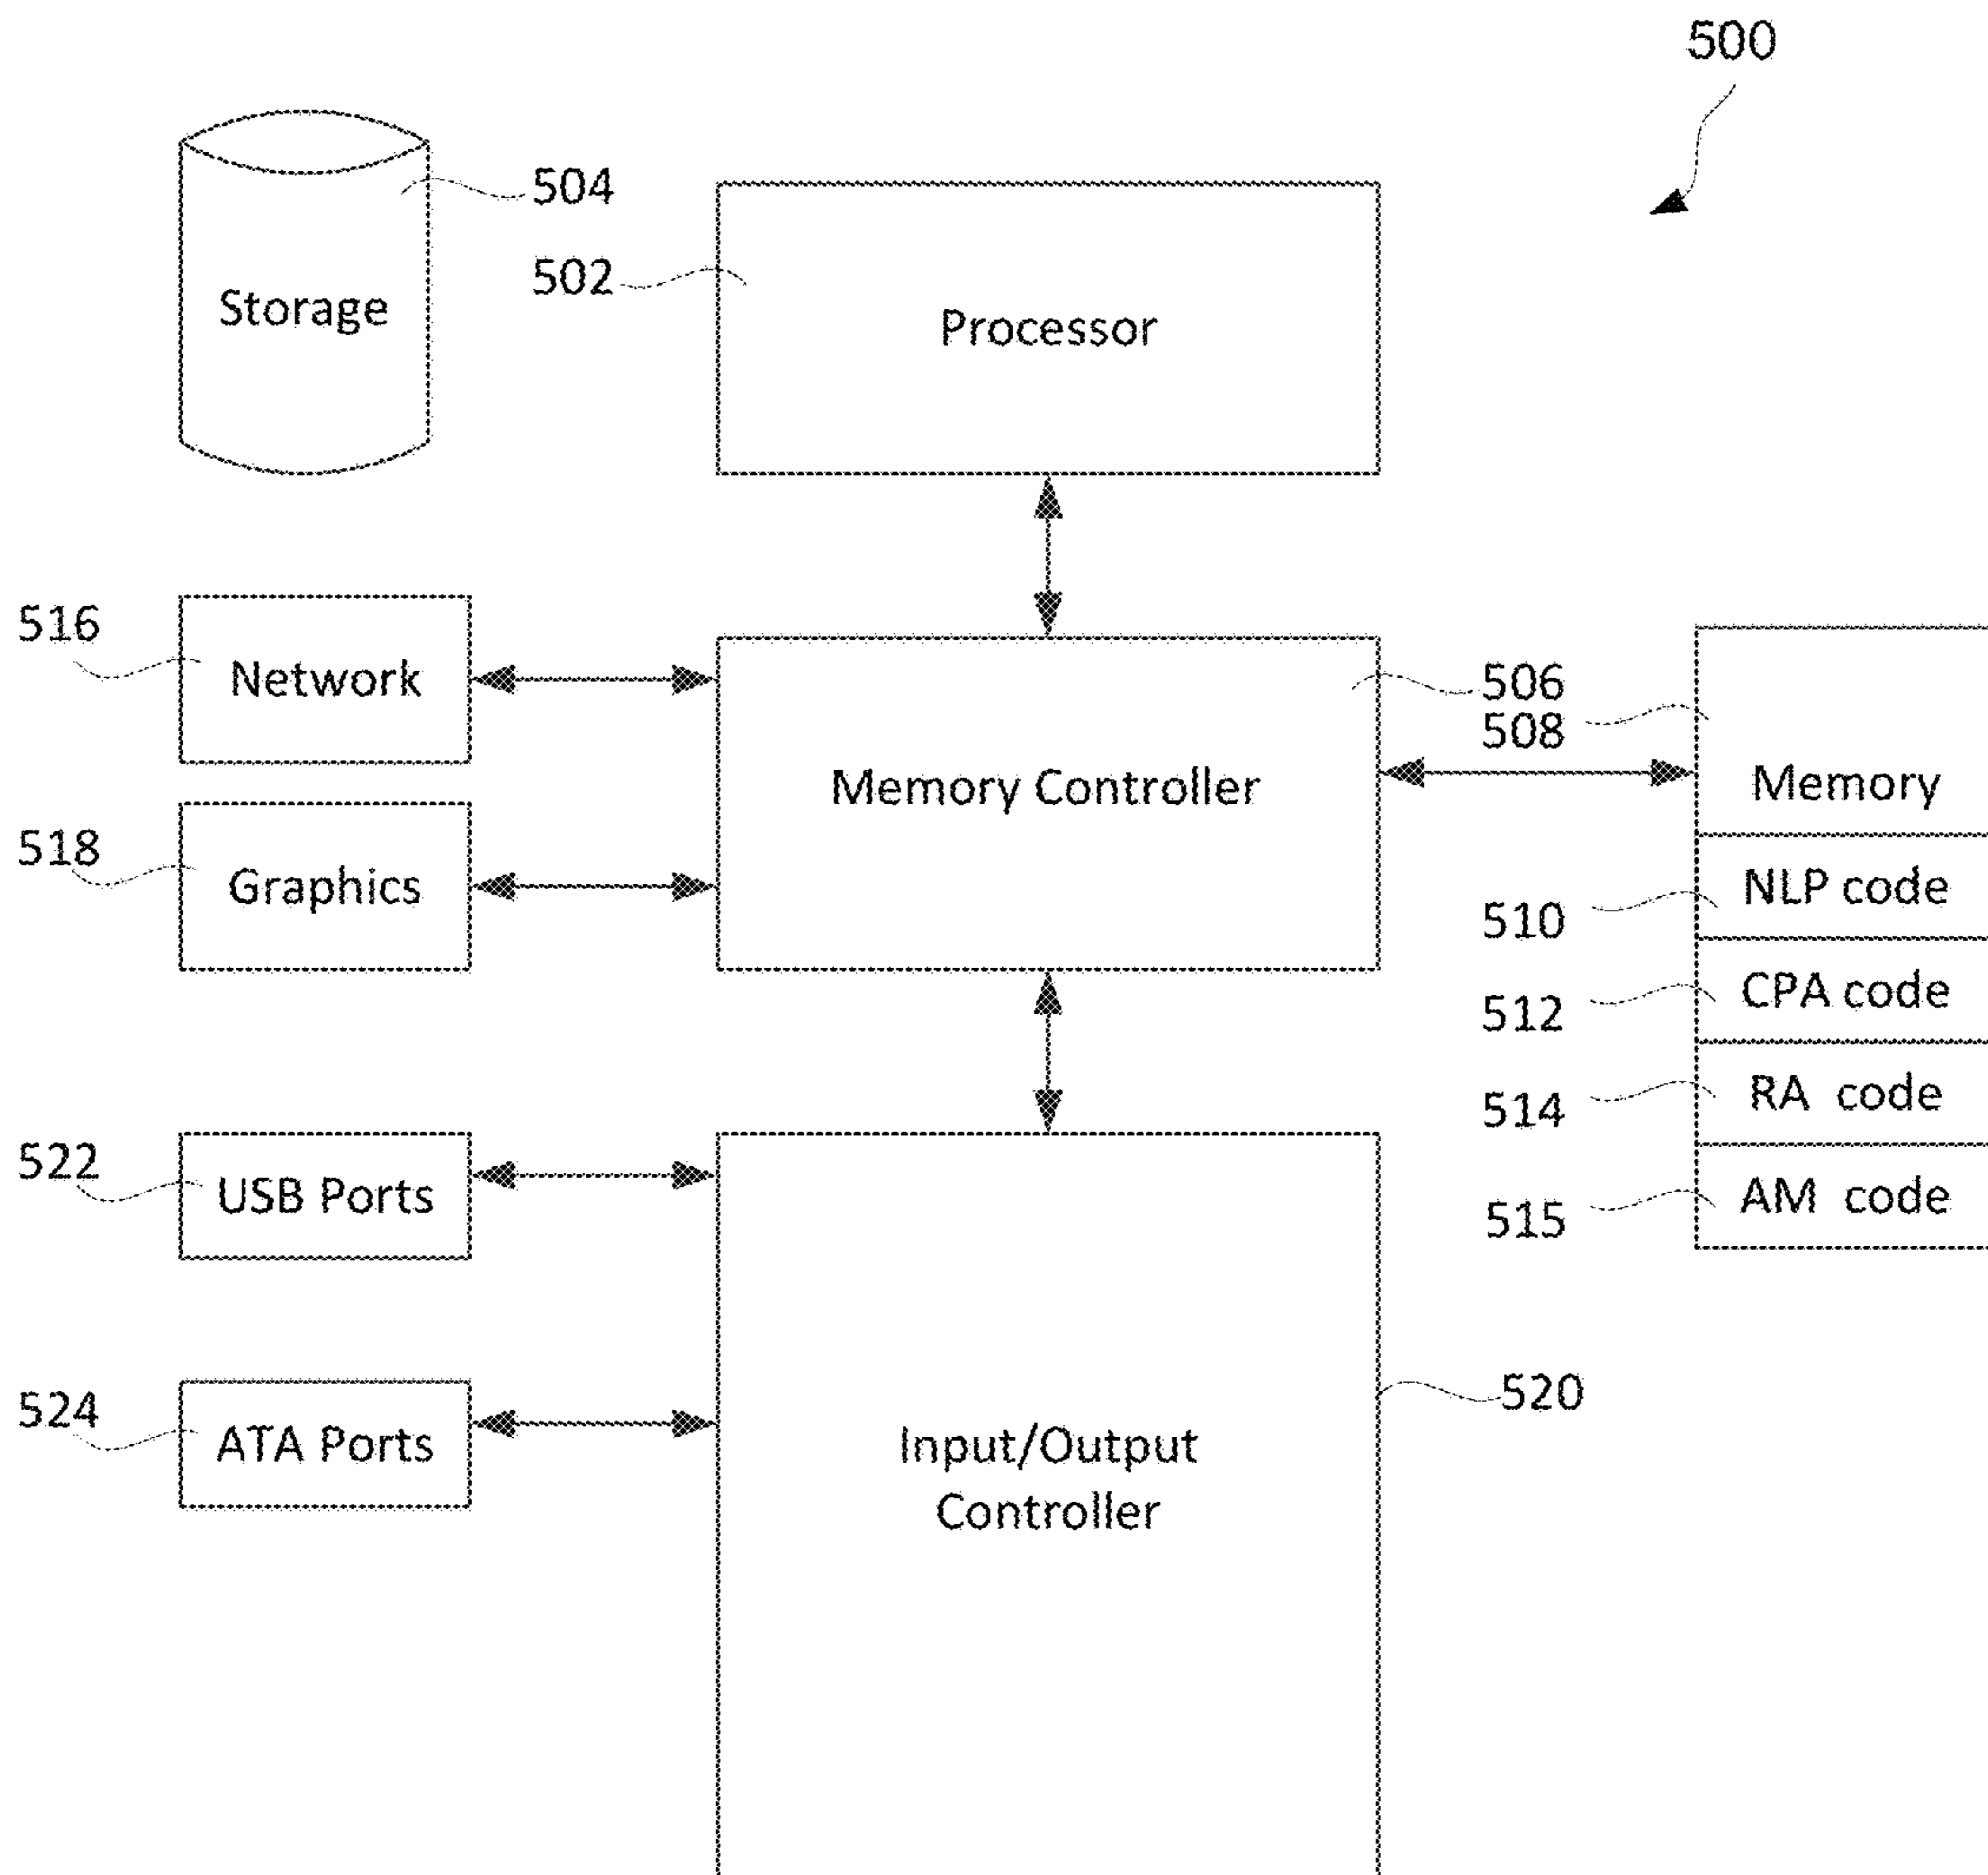 500
504
Storage
502
Processor
516
Network
506
508
Memory Controller
Memory
518
Graphics
NLP code
510
CPA code
512
RA code
514
AM code
515
522
USB Ports
520
524
ATA Ports
Input/Output
Controller